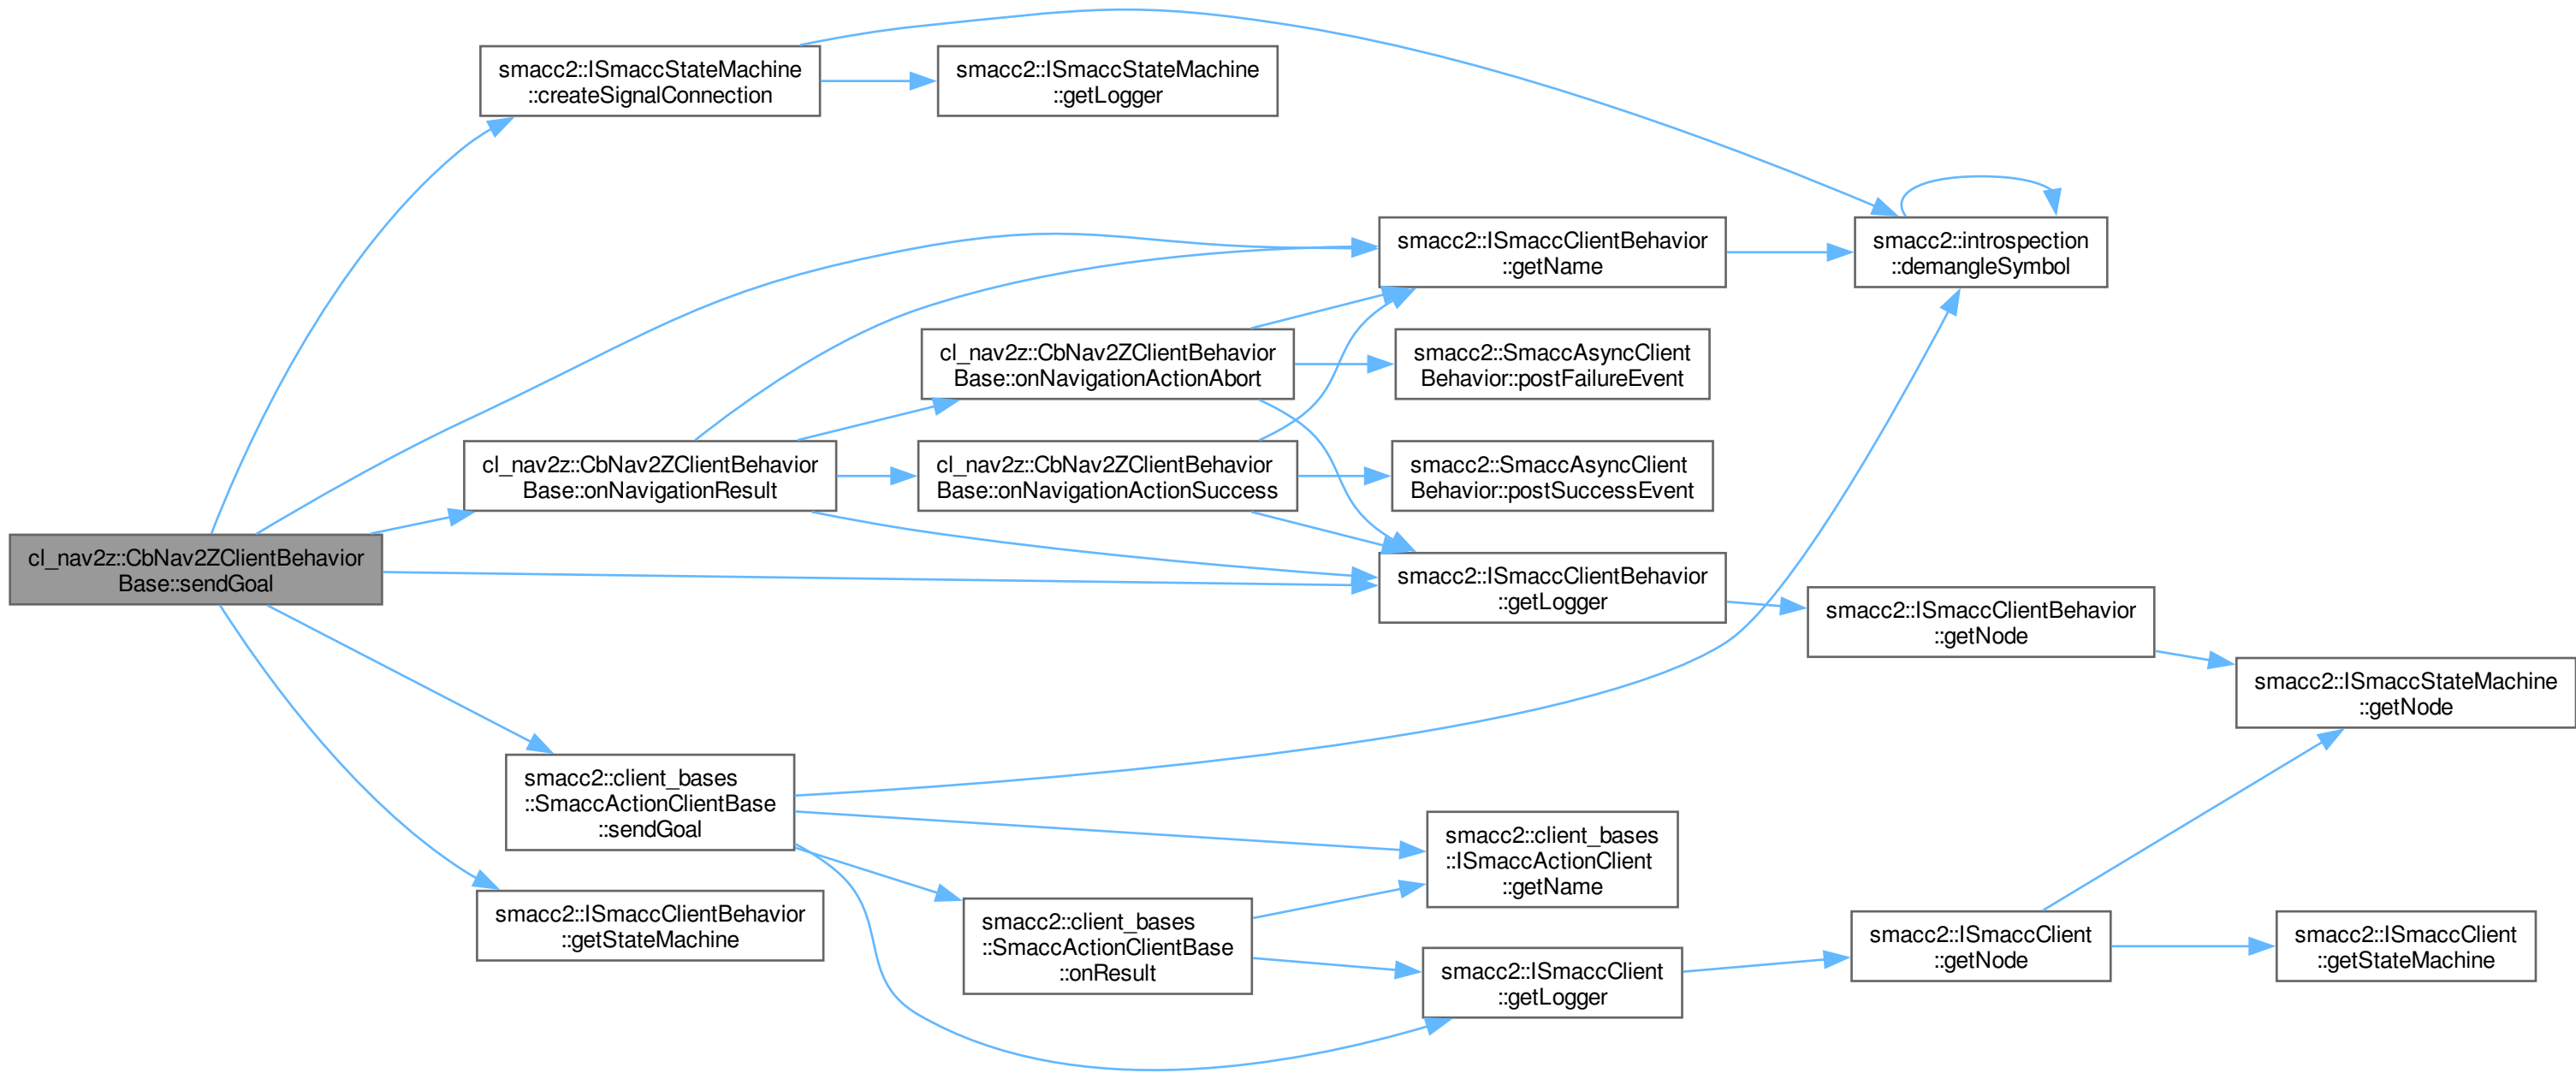 smacc2::ISmaccStateMachine
::createSignalConnection
smacc2::ISmaccStateMachine
::getLogger
smacc2::ISmaccClientBehavior
::getName
smacc2::introspection
::demangleSymbol
cl_nav2z::CbNav2ZClientBehavior
Base::onNavigationActionAbort
smacc2::SmaccAsyncClient
Behavior::postFailureEvent
cl_nav2z::CbNav2ZClientBehavior
Base::onNavigationResult
cl_nav2z::CbNav2ZClientBehavior
Base::onNavigationActionSuccess
smacc2::SmaccAsyncClient
Behavior::postSuccessEvent
cl_nav2z::CbNav2ZClientBehavior
Base::sendGoal
smacc2::ISmaccClientBehavior
::getLogger
smacc2::ISmaccClientBehavior
::getNode
smacc2::ISmaccStateMachine
::getNode
smacc2::client_bases
::SmaccActionClientBase
::sendGoal
smacc2::client_bases
::ISmaccActionClient
::getName
smacc2::ISmaccClientBehavior
::getStateMachine
smacc2::client_bases
::SmaccActionClientBase
::onResult
smacc2::ISmaccClient
::getLogger
smacc2::ISmaccClient
::getNode
smacc2::ISmaccClient
::getStateMachine